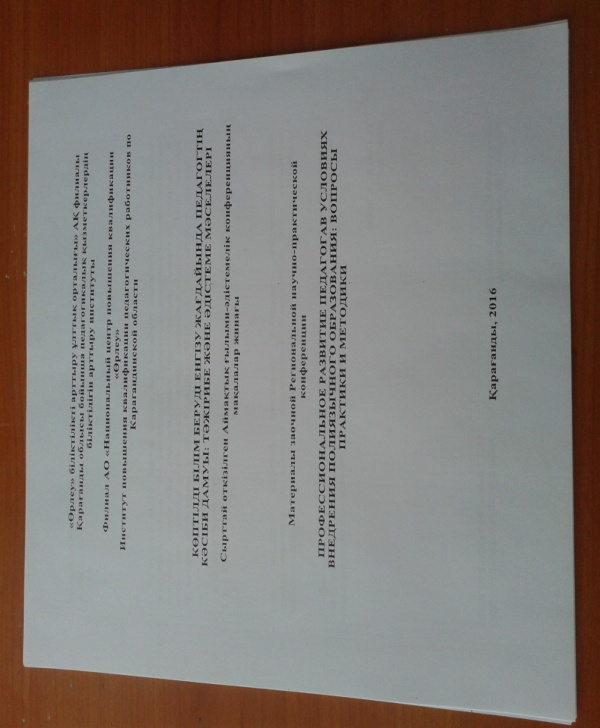 «Өрлеу» біліктілікті арттыру ұлттық орталығы» АҚ филиалы
Қарағанды облысы бойынша педагогикалық қызметкерлердің
біліктілігін арттыру институты
Филиал АО «Национальный центр повышения квалификации
«Өрлеу»
Институт повышения квалификации педагогических работников по
Карагандинской области
КӨПТІЛДІ БІЛІМ БЕРУДІ ЕНГІЗУ ЖАҒДАЙЫНДА ПЕДАГОГТІҢ
КӘСІБИ ДАМУЫ: ТӘЖІРИБЕ ЖӘНЕ ӘДІСТЕМЕ МӘСЕЛЕЛЕРІ
Сырттай өткізілген Аймақтық ғылыми-әдістемелік конференцияның
мақалалар жинағы
Материалы заочной Региональной научно-практической
конференции
ПРОФЕССИОНАЛЬНОЕ РАЗВИТИЕ ПЕДАГОГАВ УСЛОВИЯХ
ВНЕДРЕНИЯ ПОЛИЯЗЫЧНОГО ОБРАЗОВАНИЯ: ВОПРОСЫ
ПРАКТИКИ И МЕТОДИКИ
Қарағанды, 2016